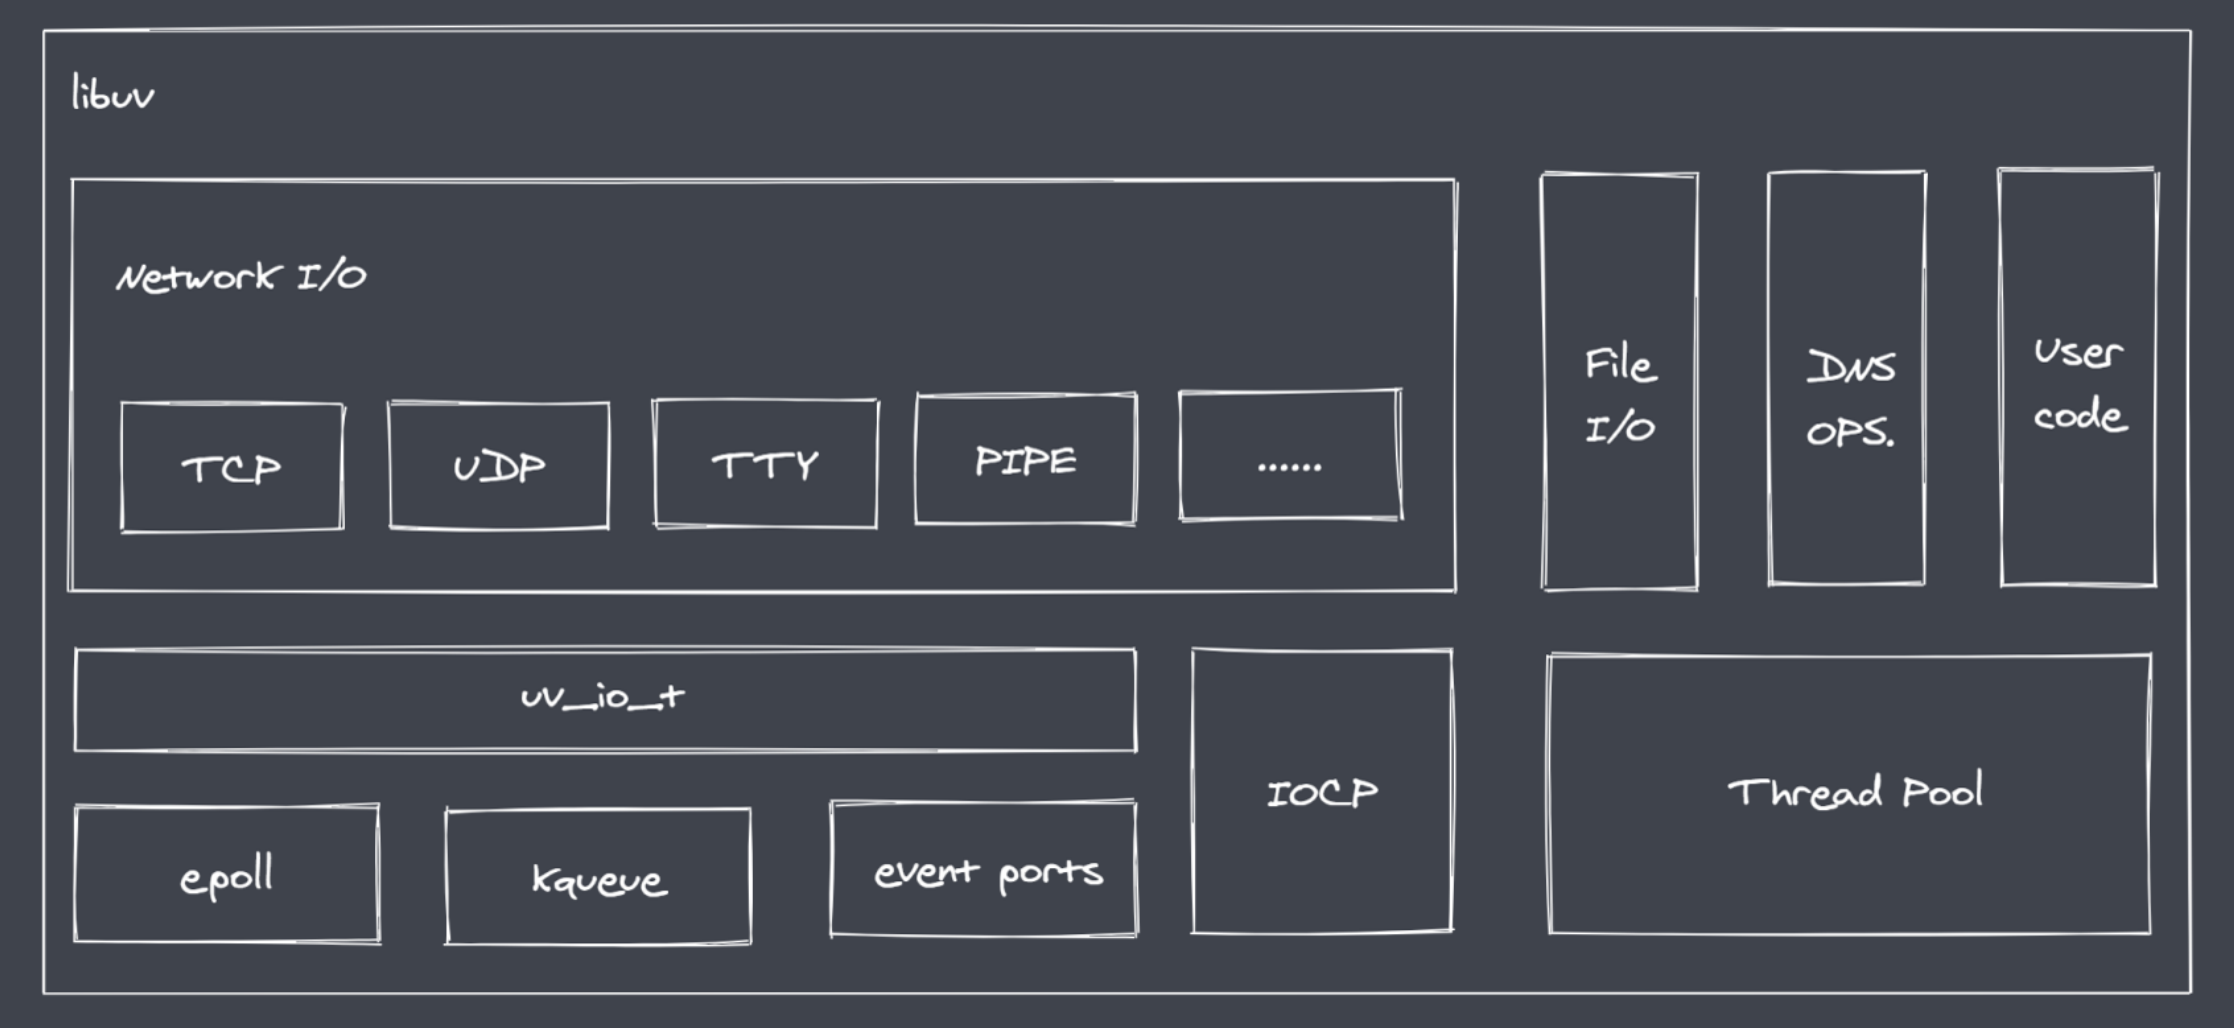 libuv
Network I/O
TCP
UDP
TTY
PIPE
......
File
I/O
DNS
OPS.
User
code
uv_io_t
IOCP
Thread Pool
epoll
kqueue
event ports